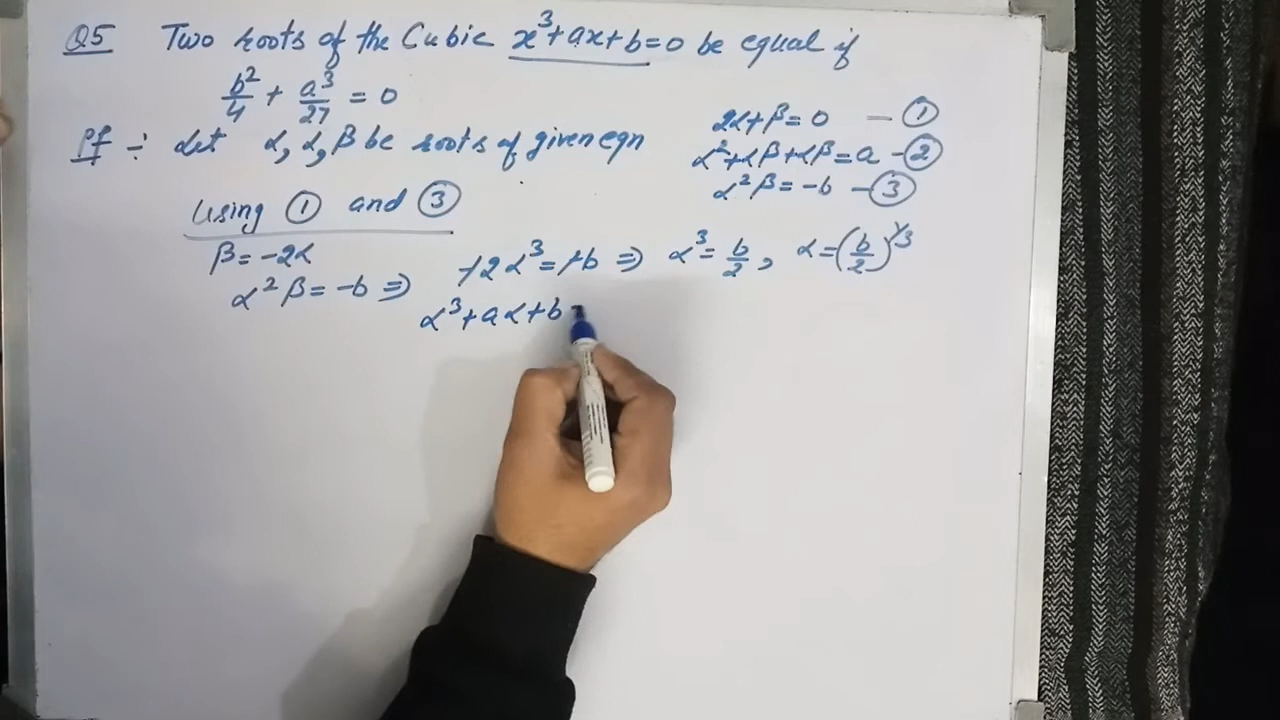 Q5 Two roots of the Cubic x³+ax+b=0 be equal if
b²/4 + a³/27 = 0
Pf :- Let α, α, β be roots of given eqn
2α+β=0 — ①
α²+αβ+αβ=a —②
α²β=-b —③
Using ① and ③
β=-2α
α²β=-b ⇒ -2α³=-b ⇒ α³=b/2, α=(b/2)^1/3
α³+aα+b=